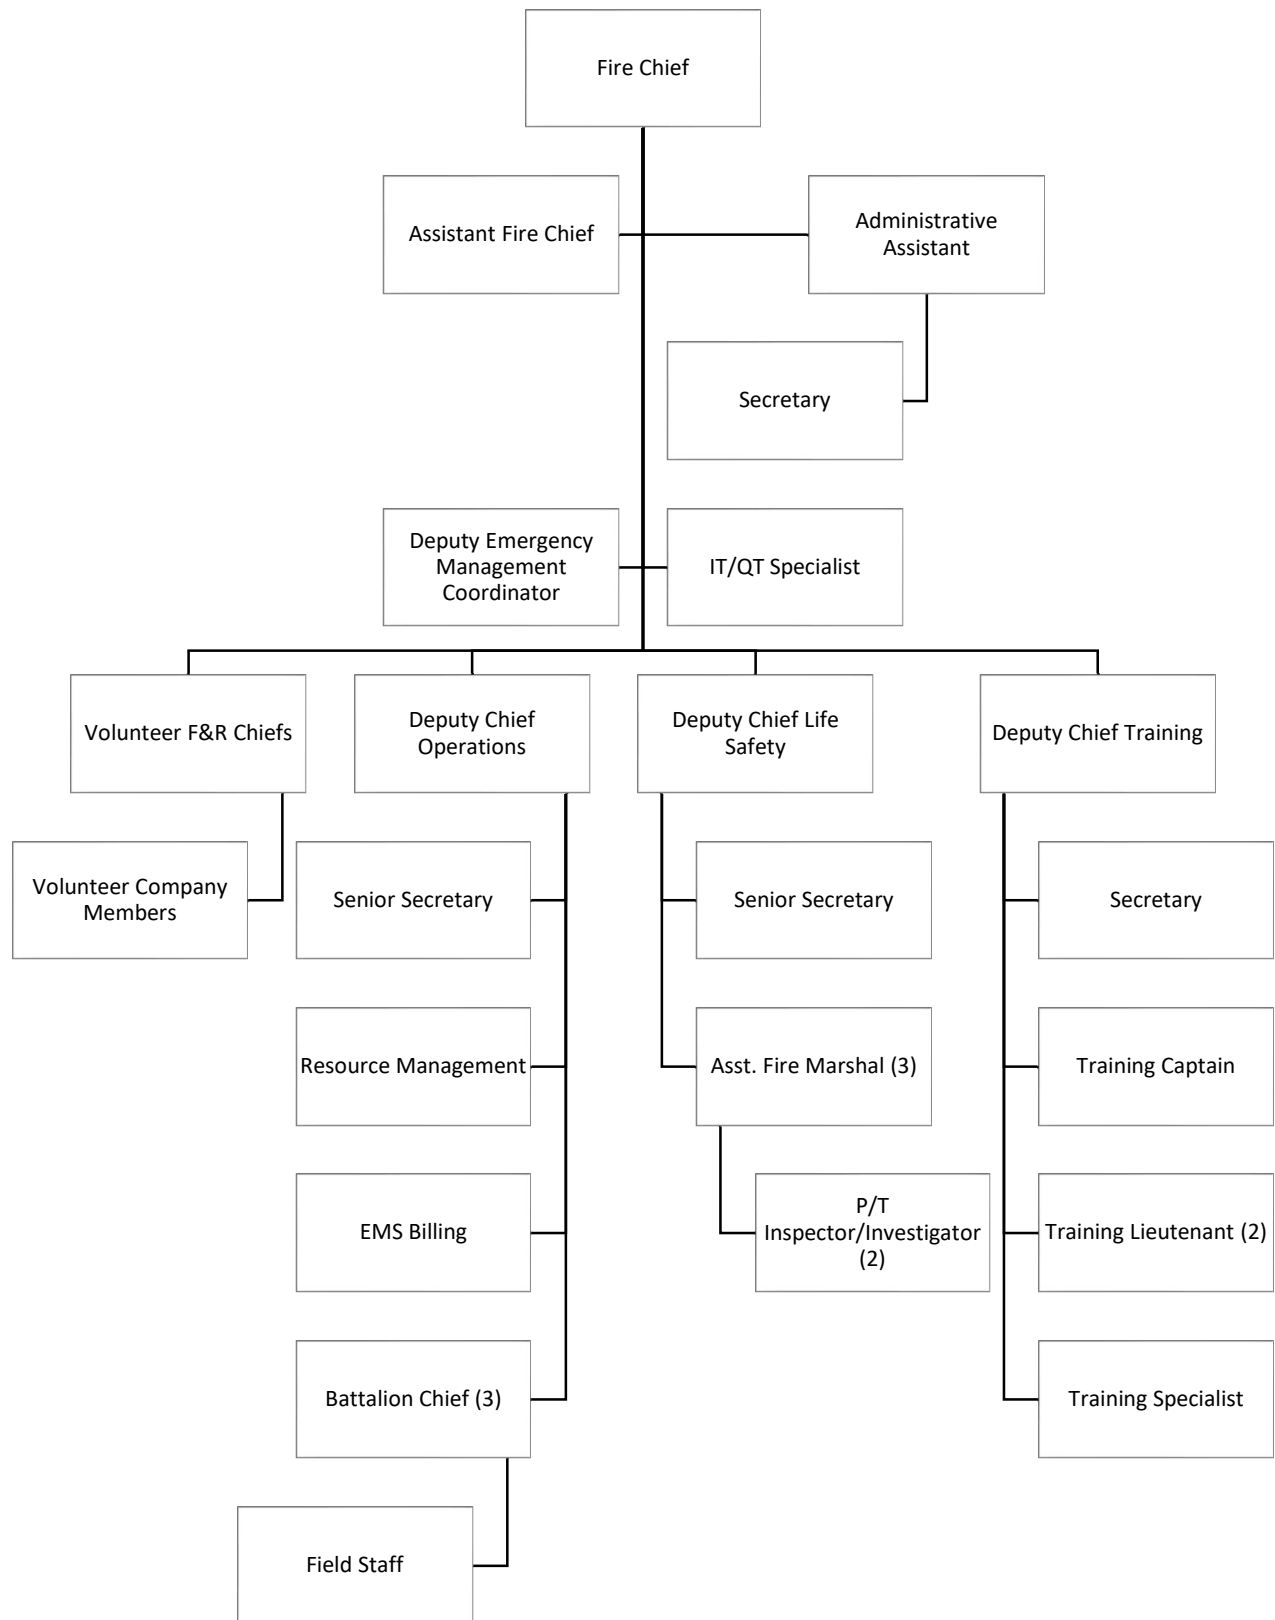 Fire Chief
Assistant Fire Chief
Administrative
Assistant
Secretary
Deputy Emergency
Management
Coordinator
IT/QT Specialist
Volunteer F&R Chiefs
Deputy Chief
Operations
Deputy Chief Life
Safety
Deputy Chief Training
Volunteer Company
Members
Senior Secretary
Senior Secretary
Secretary
Resource Management
Asst. Fire Marshal (3)
Training Captain
EMS Billing
P/T
Inspector/Investigator
(2)
Training Lieutenant (2)
Battalion Chief (3)
Training Specialist
Field Staff